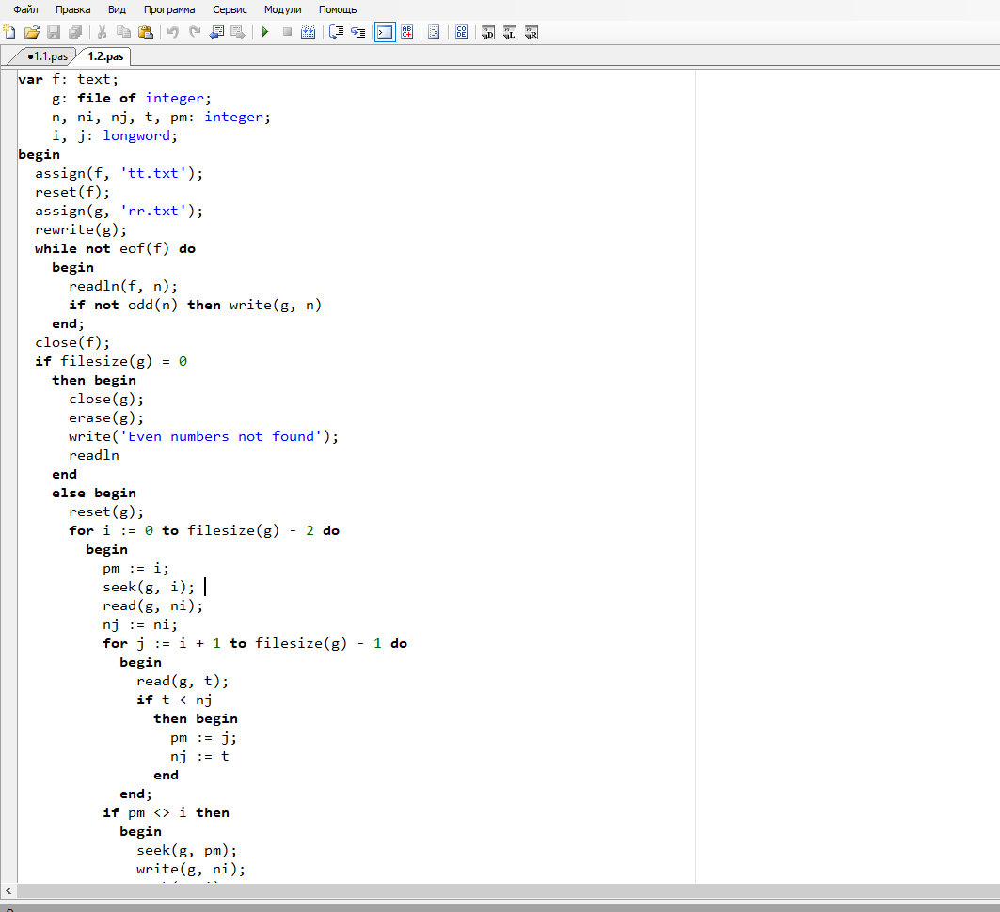 Файл Правка Вид Программа Сервис Модули Помощь
•1.1.pas 1.2.pas
var f: text;
    g: file of integer;
    n, ni, nj, t, pm: integer;
    i, j: longword;
begin
  assign(f, 'tt.txt');
  reset(f);
  assign(g, 'rr.txt');
  rewrite(g);
  while not eof(f) do
    begin
      readln(f, n);
      if not odd(n) then write(g, n)
    end;
  close(f);
  if filesize(g) = 0
    then begin
      close(g);
      erase(g);
      write('Even numbers not found');
      readln
    end
    else begin
      reset(g);
      for i := 0 to filesize(g) - 2 do
        begin
          pm := i;
          seek(g, i);
          read(g, ni);
          nj := ni;
          for j := i + 1 to filesize(g) - 1 do
            begin
              read(g, t);
              if t < nj
                then begin
                  pm := j;
                  nj := t
                end
            end;
          if pm <> i then
            begin
              seek(g, pm);
              write(g, ni);